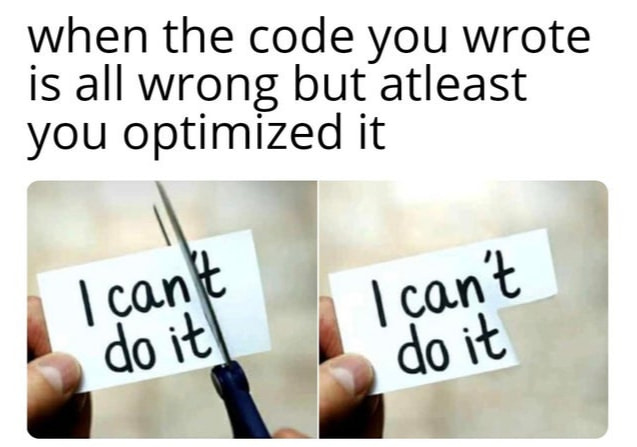 when the code you wrote
is all wrong but atleast
you optimized it
I can't
do it
I can't
do it